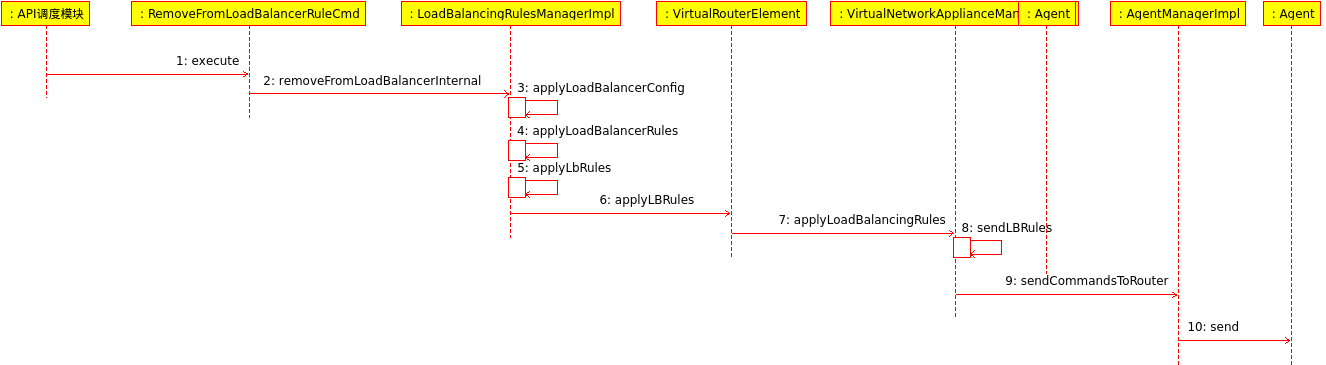 : API调度模块
: RemoveFromLoadBalancerRuleCmd
: LoadBalancingRulesManagerImpl
: VirtualRouterElement
: VirtualNetworkApplianceMan
: Agent
: AgentManagerImpl
: Agent
1: execute
2: removeFromLoadBalancerInternal
3: applyLoadBalancerConfig
4: applyLoadBalancerRules
5: applyLbRules
6: applyLBRules
7: applyLoadBalancingRules
8: sendLBRules
9: sendCommandsToRouter
10: send